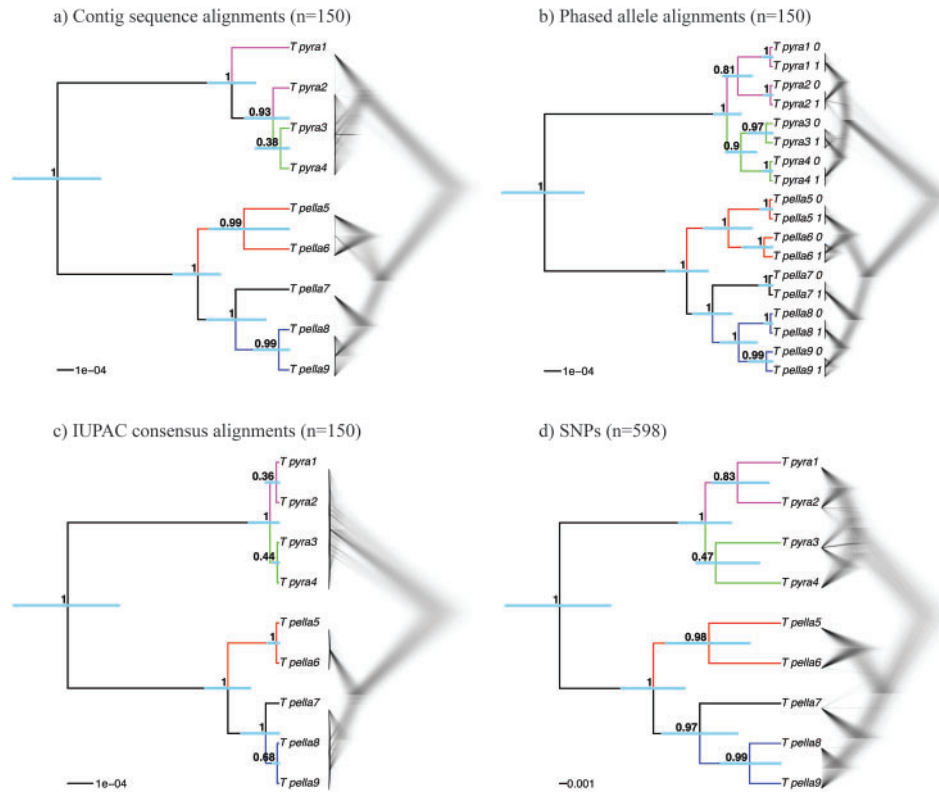 a) Contig sequence alignments (n=150)
T pyra1
1
T pyra2
0.93
T pyra3
0.38
T pyra4
1
T pella5
0.99
T pella6
1
T pella7
1
T pella8
0.99
T pella9
1e-04
b) Phased allele alignments (n=150)
T pyra1 0
1
T pyra1 1
0.81
T pyra2 0
1
T pyra2 1
1
T pyra3 0
0.97
T pyra3 1
0.9
T pyra4 0
1
T pyra4 1
1
T pella5 0
1
T pella5 1
1
T pella6 0
1
T pella6 1
1
T pella7 0
1
T pella7 1
1
T pella8 0
1
T pella8 1
1
T pella9 0
0.99
T pella9 1
1e-04
c) IUPAC consensus alignments (n=150)
T pyra1
0.36
T pyra2
1
T pyra3
0.44
T pyra4
1
T pella5
1
T pella6
1
T pella7
1
T pella8
0.68
T pella9
1e-04
d) SNPs (n=598)
T pyra1
0.83
T pyra2
1
T pyra3
0.47
T pyra4
1
T pella5
0.98
T pella6
1
T pella7
0.97
T pella8
0.99
T pella9
0.001